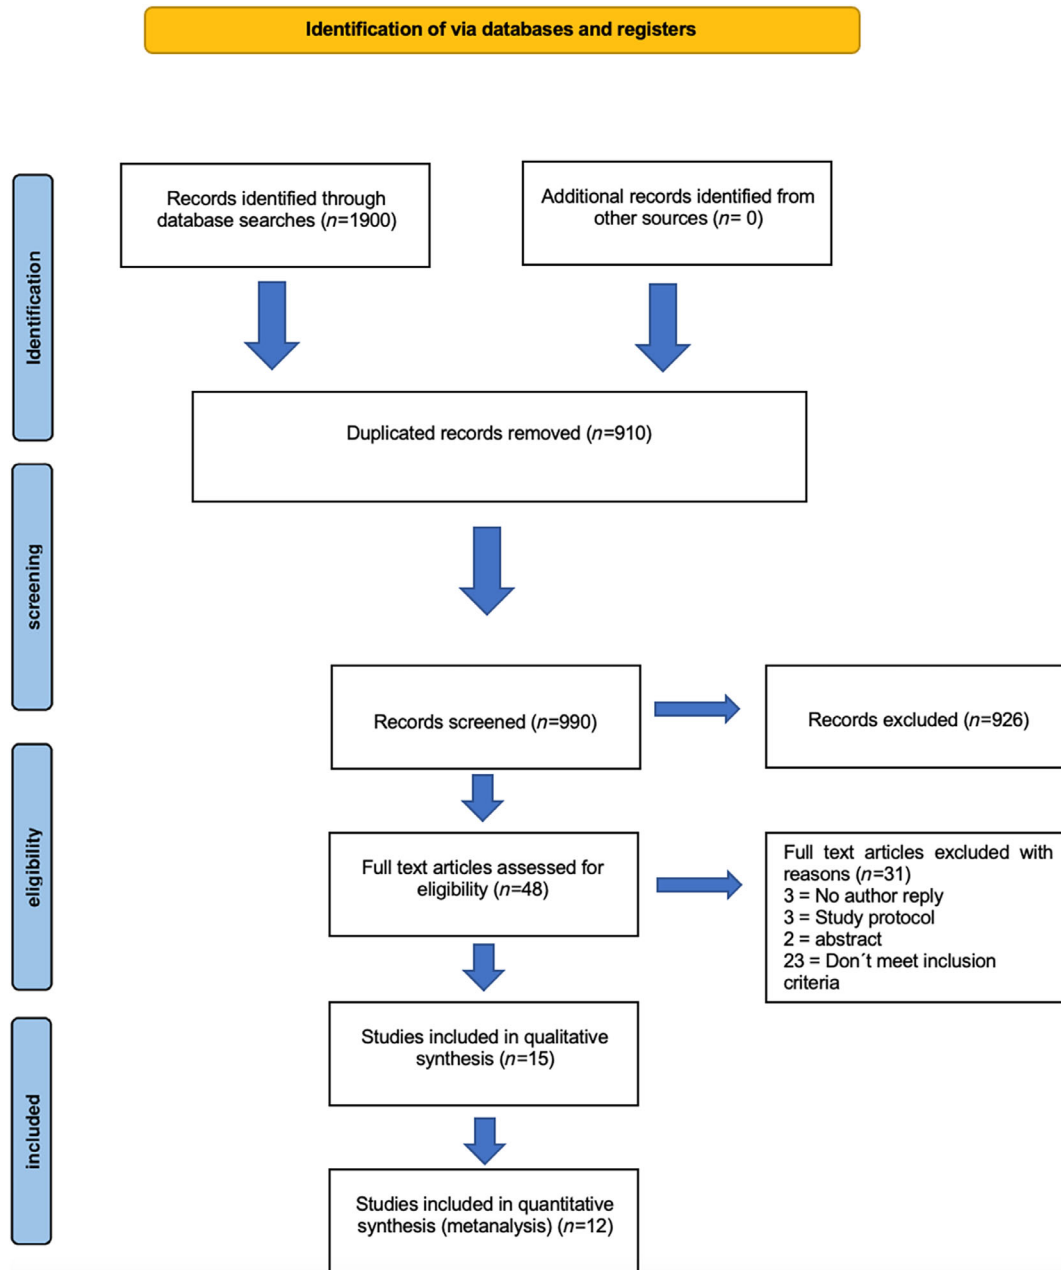 Identification of via databases and registers
Identification
Records identified through
database searches (n=1900)
Additional records identified from
other sources (n= 0)
Duplicated records removed (n=910)
screening
Records screened (n=990)
Records excluded (n=926)
eligibility
Full text articles assessed for
eligibility (n=48)
Full text articles excluded with
reasons (n=31)
3 = No author reply
3 = Study protocol
2 = abstract
23 = Don´t meet inclusion
criteria
included
Studies included in qualitative
synthesis (n=15)
Studies included in quantitative
synthesis (metanalysis) (n=12)